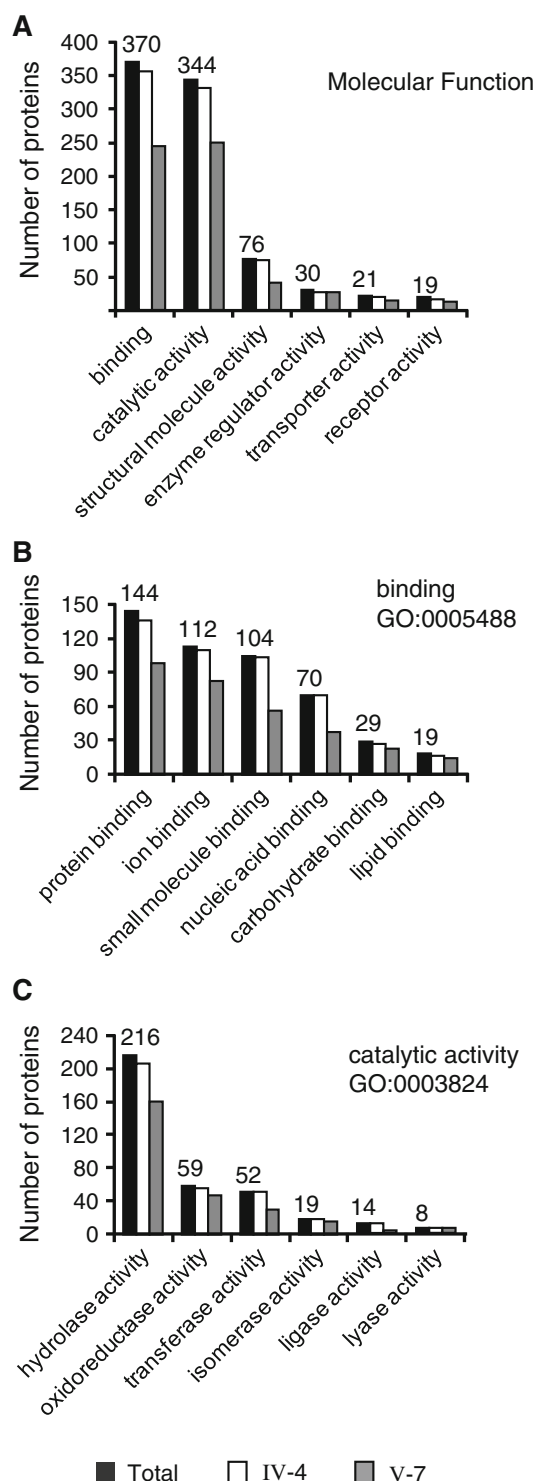 A
Number of proteins
400
350
300
250
200
150
100
50
370
344
76
30
21
19
Molecular Function
binding
catalytic activity
structural molecule activity
enzyme regulator activity
transporter activity
receptor activity
B
Number of proteins
150
120
90
60
30
0
144
112
104
70
29
19
binding
GO:0005488
protein binding
ion binding
small molecule binding
nucleic acid binding
carbohydrate binding
lipid binding
C
Number of proteins
240
200
160
120
80
40
0
216
59
52
19
14
8
catalytic activity
GO:0003824
hydrolase activity
oxidoreductase activity
transferase activity
isomerase activity
ligase activity
lyase activity
Total IV-4 V-7